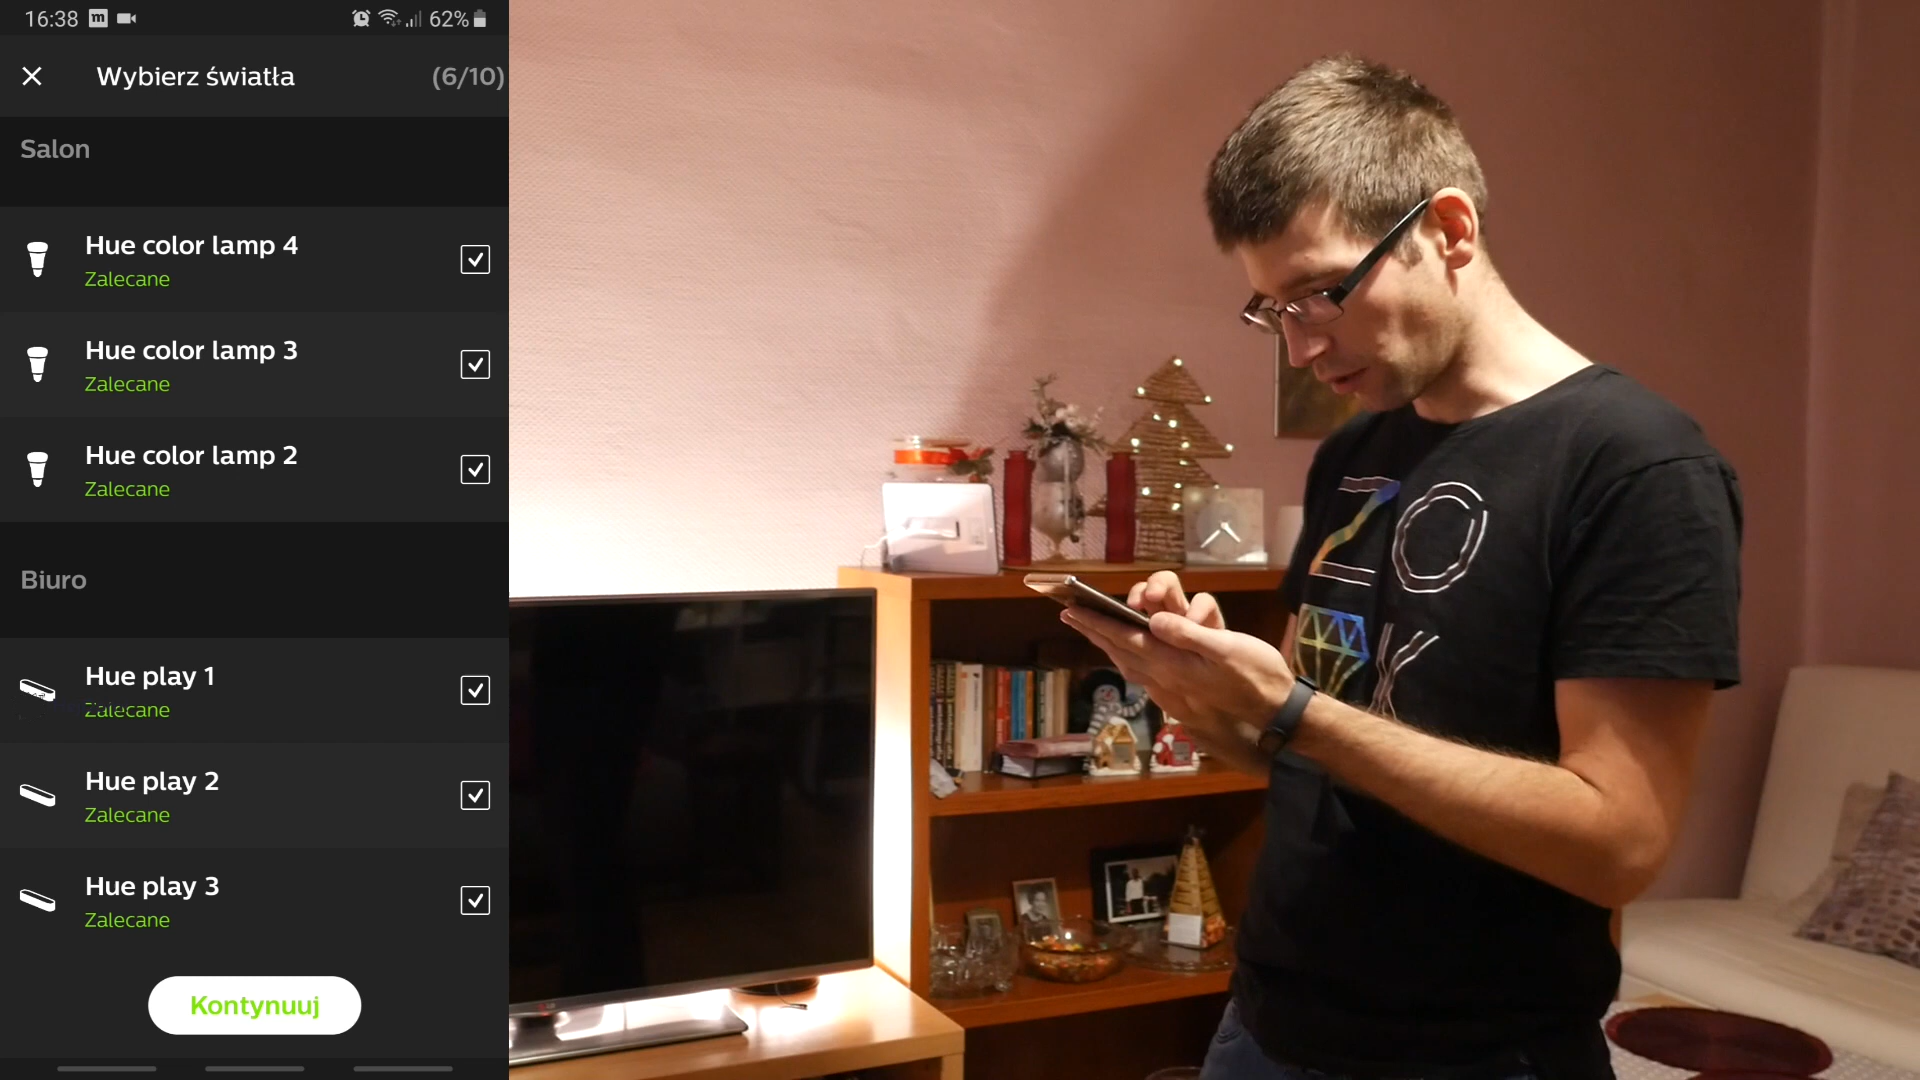 16:38
62%
Wybierz światła
(6/10)
Salon
Hue color lamp 4
Zalecane
Hue color lamp 3
Zalecane
Hue color lamp 2
Zalecane
Biuro
Hue play 1
Zalecane
Hue play 2
Zalecane
Hue play 3
Zalecane
Kontynuuj
ZO